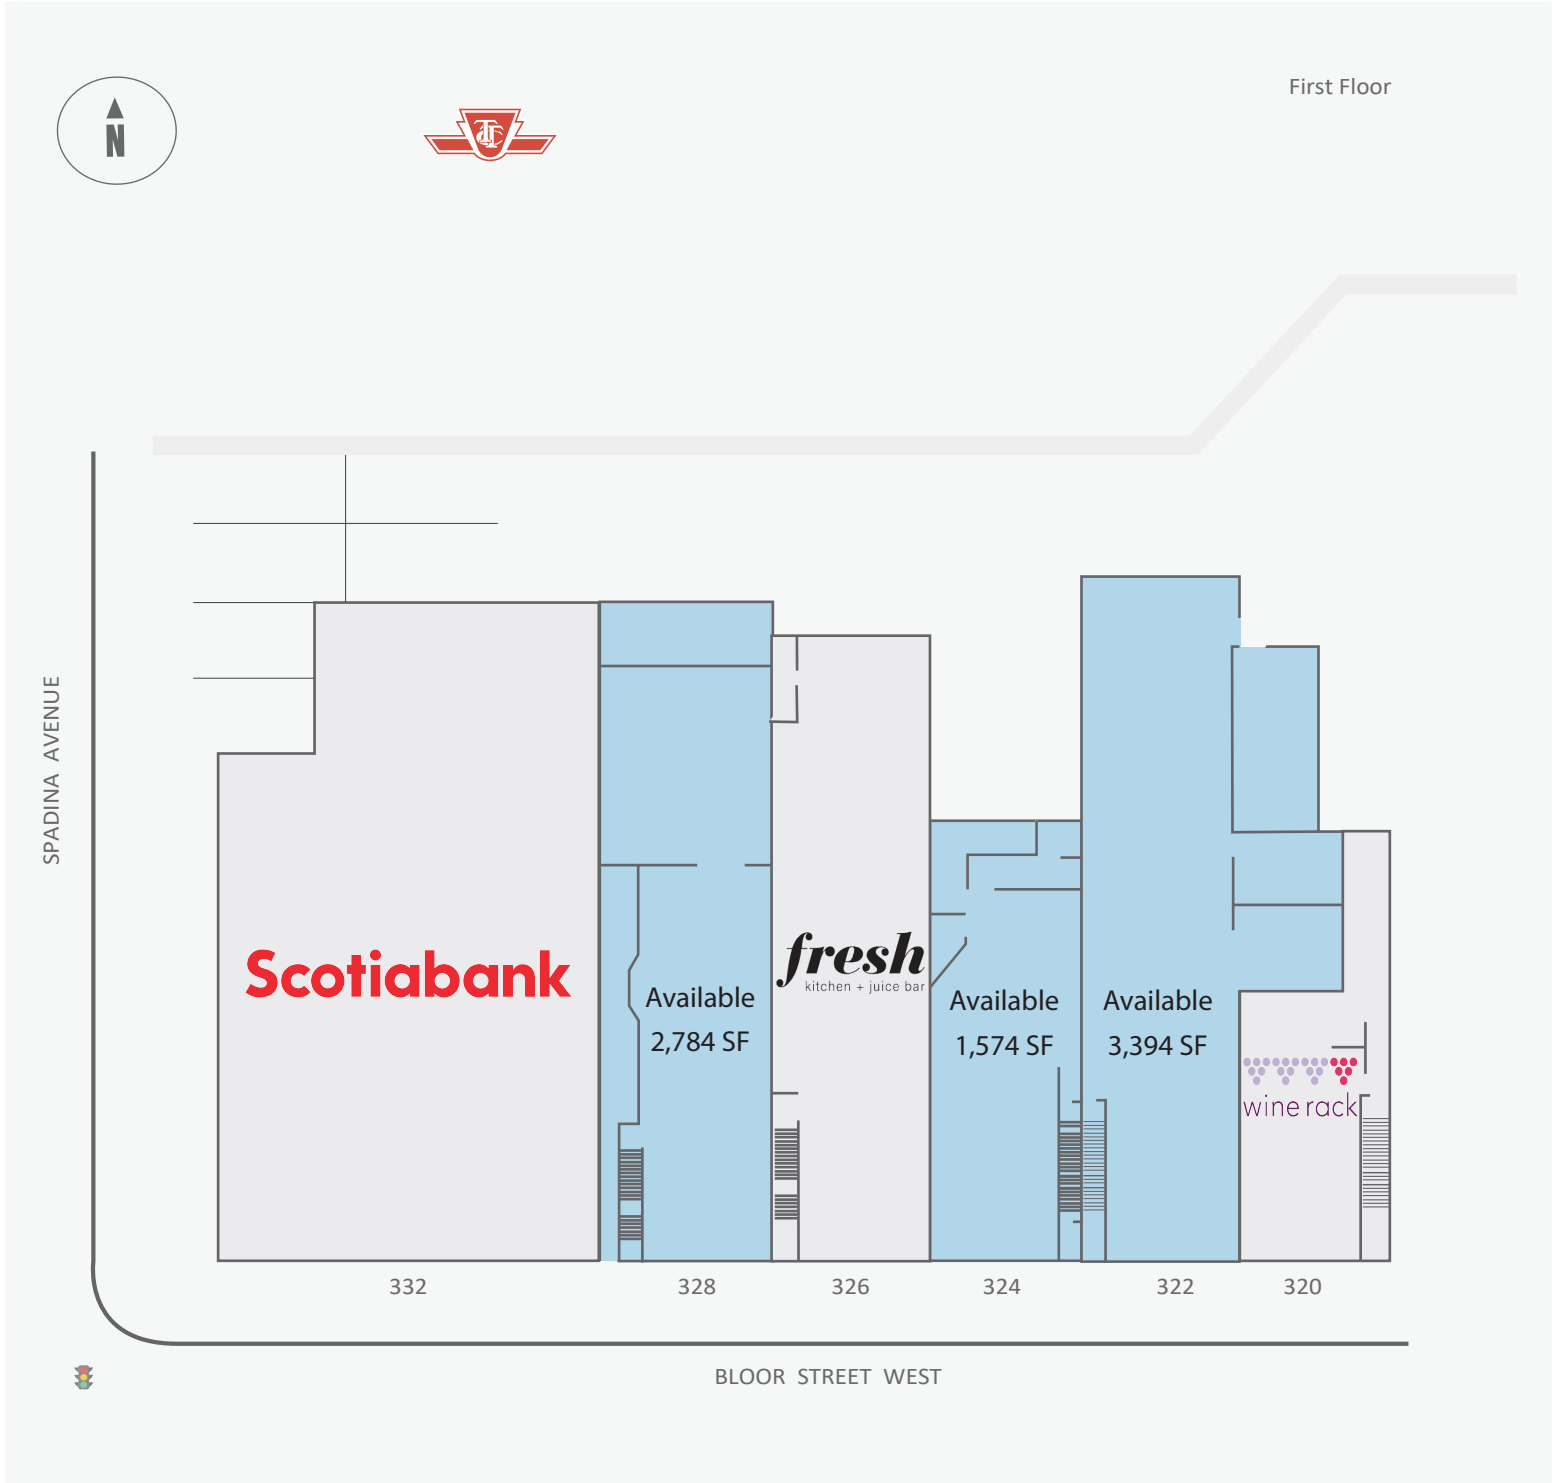 First Floor
N
TTC
SPADINA AVENUE
Scotiabank
Available
2,784 SF
fresh
kitchen + juice bar
Available
1,574 SF
Available
3,394 SF
wine rack
332
328
326
324
322
320
BLOOR STREET WEST